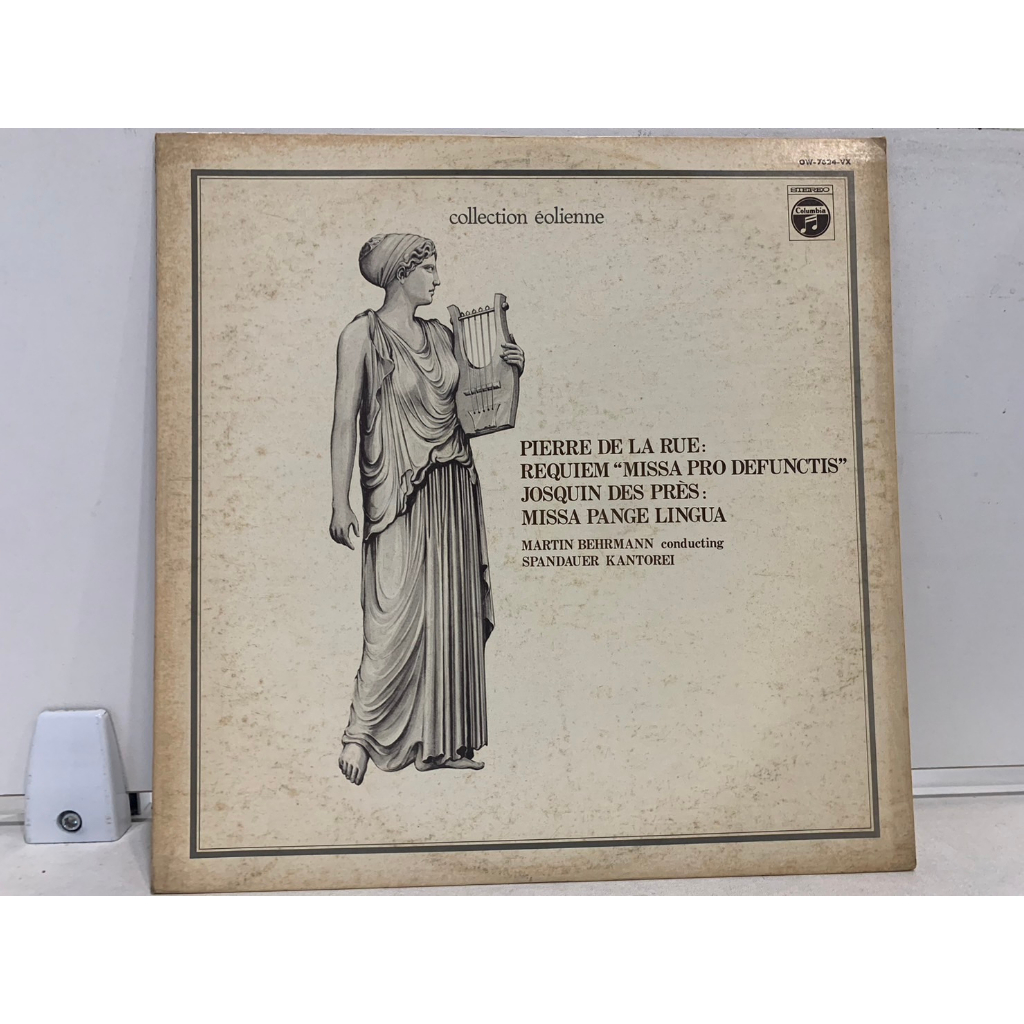 OW-7624-VX
STEREO
Columbia
collection éolienne
PIERRE DE LA RUE:
REQUIEM “MISSA PRO DEFUNCTIS”
JOSQUIN DES PRÈS:
MISSA PANGE LINGUA
MARTIN BEHRMANN conducting
SPANDAUER KANTOREI